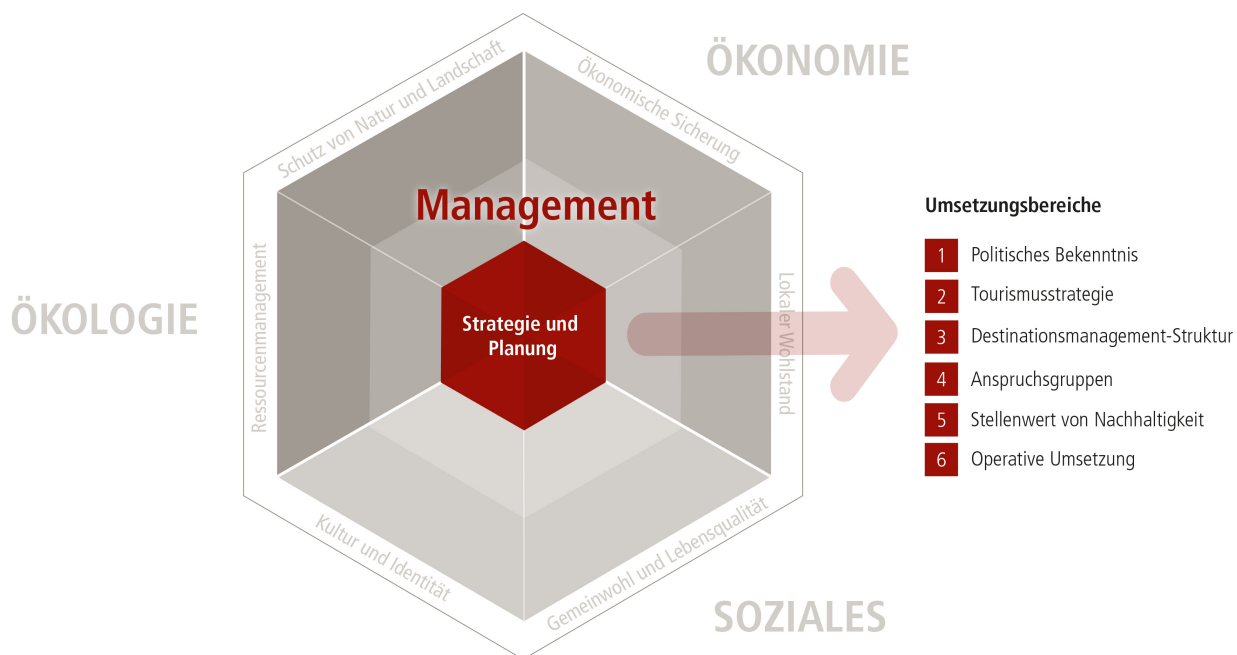 ÖKONOMIE
Schutz von Natur und Landschaft
Ökonomische Sicherung
Management
Ressourcenmanagement
Lokaler Wohlstand
ÖKOLOGIE
Strategie und
Planung
Kultur und Identität
Gemeinwohl und Lebensqualität
SOZIALES
Umsetzungsbereiche
1 Politisches Bekenntnis
2 Tourismusstrategie
3 Destinationsmanagement-Struktur
4 Anspruchsgruppen
5 Stellenwert von Nachhaltigkeit
6 Operative Umsetzung